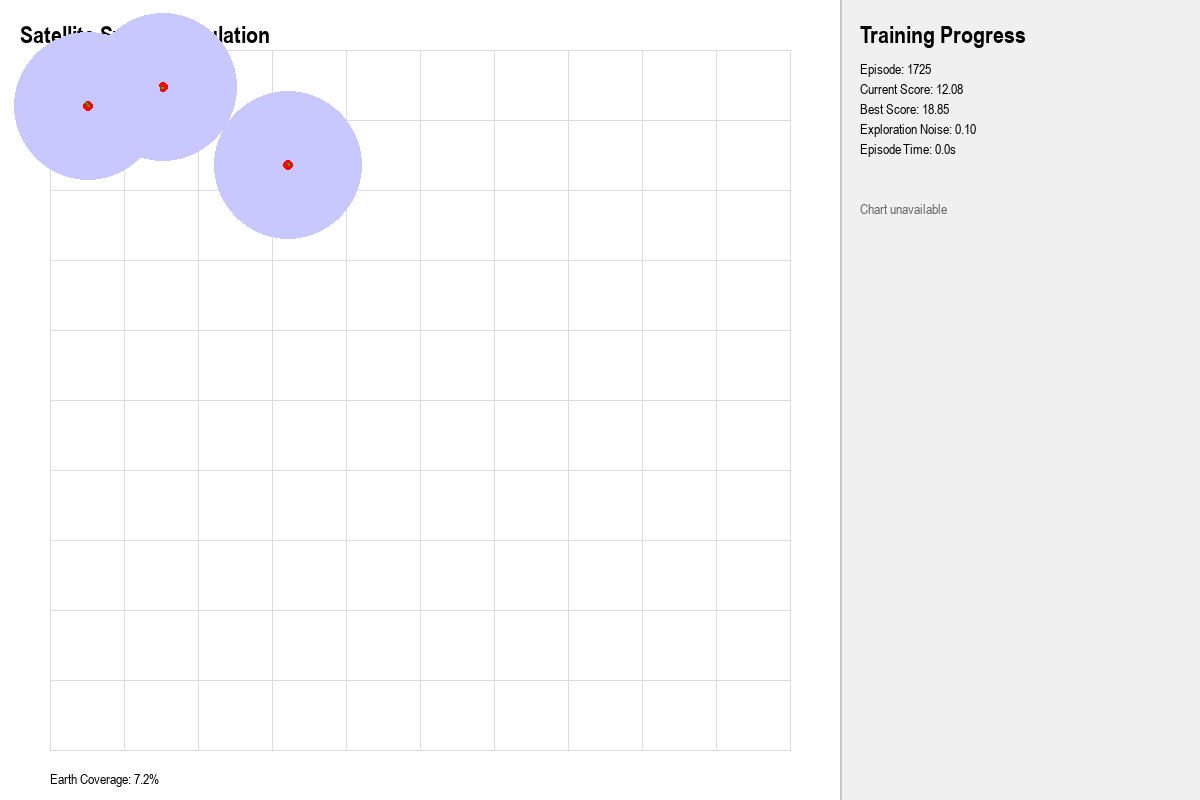 Satellite ulation
Training Progress
Episode: 1725
Current Score: 12.08
Best Score: 18.85
Exploration Noise: 0.10
Episode Time: 0.0s
Chart unavailable
Earth Coverage: 7.2%